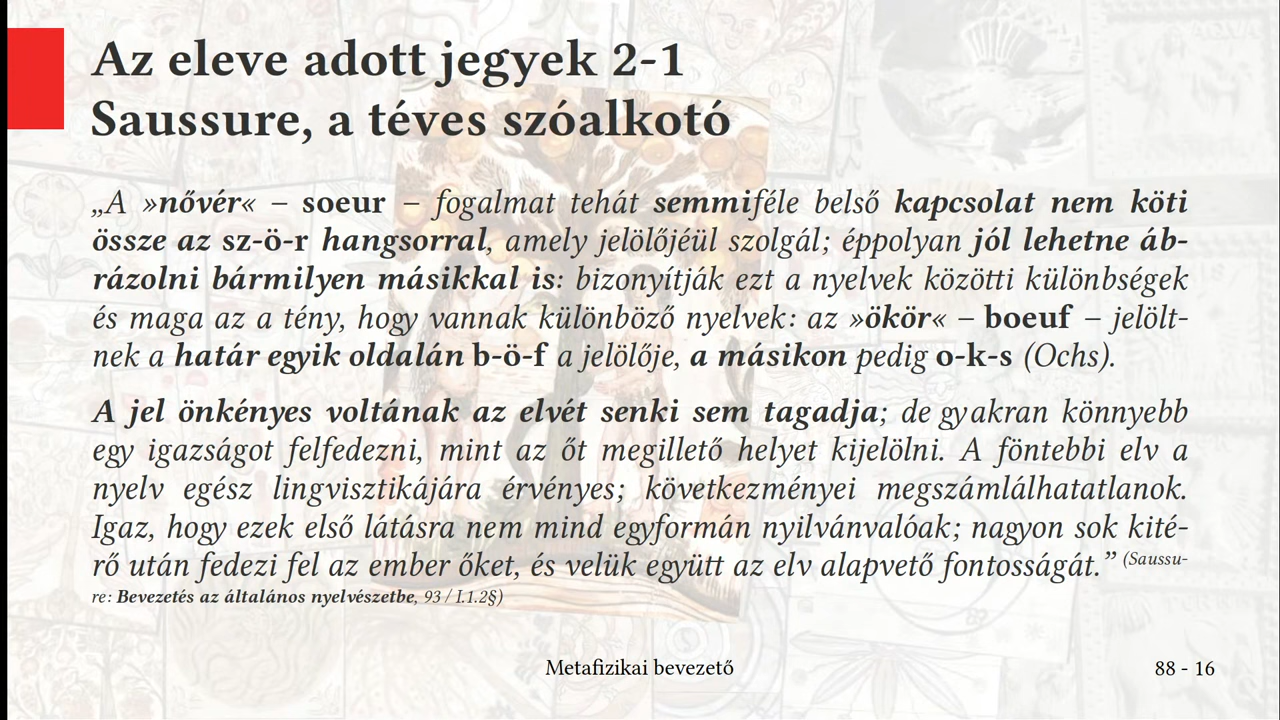 Az eleve adott jegyek 2-1
Saussure, a téves szóalkotó
„A »nővér« – soeur – fogalmat tehát semmiféle belső kapcsolat nem köti
össze az sz-ö-r hangsorral, amely jelölőjéül szolgál; éppolyan jól lehetne áb-
rázolni bármilyen másikkal is: bizonyítják ezt a nyelvek közötti különbségek
és maga az a tény, hogy vannak különböző nyelvek: az »ökör« – boeuf – jelölt-
nek a határ egyik oldalán b-ö-f a jelölője, a másikon pedig o-k-s (Ochs).
A jel önkényes voltának az elvét senki sem tagadja; de gyakran könnyebb
egy igazságot felfedezni, mint az őt megillető helyet kijelölni. A föntebbi elv a
nyelv egész lingvisztikájára érvényes; következményei megszámlálhatatlanok.
Igaz, hogy ezek első látásra nem mind egyformán nyilvánvalóak; nagyon sok kité-
rő után fedezi fel az ember őket, és velük együtt az elv alapvető fontosságát.” (Saussu-
re: Bevezetés az általános nyelvészetbe, 93 / I.1.2§)
Metafizikai bevezető
88 - 16